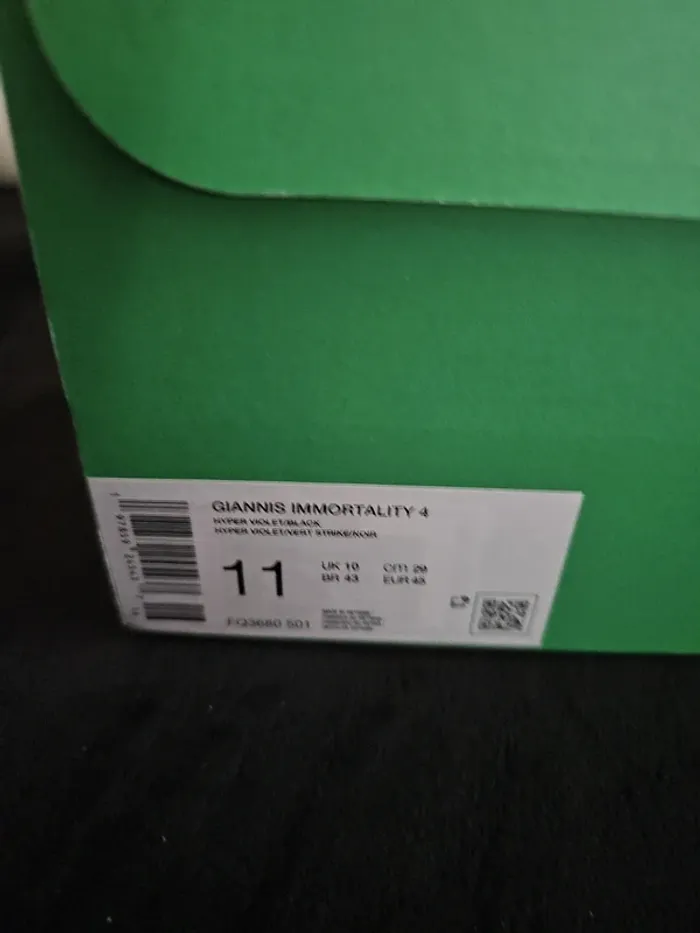 GIANNIS IMMORTALITY 4
HYPER VIOLET/BLACK
HYPER VIOLET/VERT STRIKE/NOIR
11
UK 10
CM 29
BR 43
EUR 45
FQ3680 501